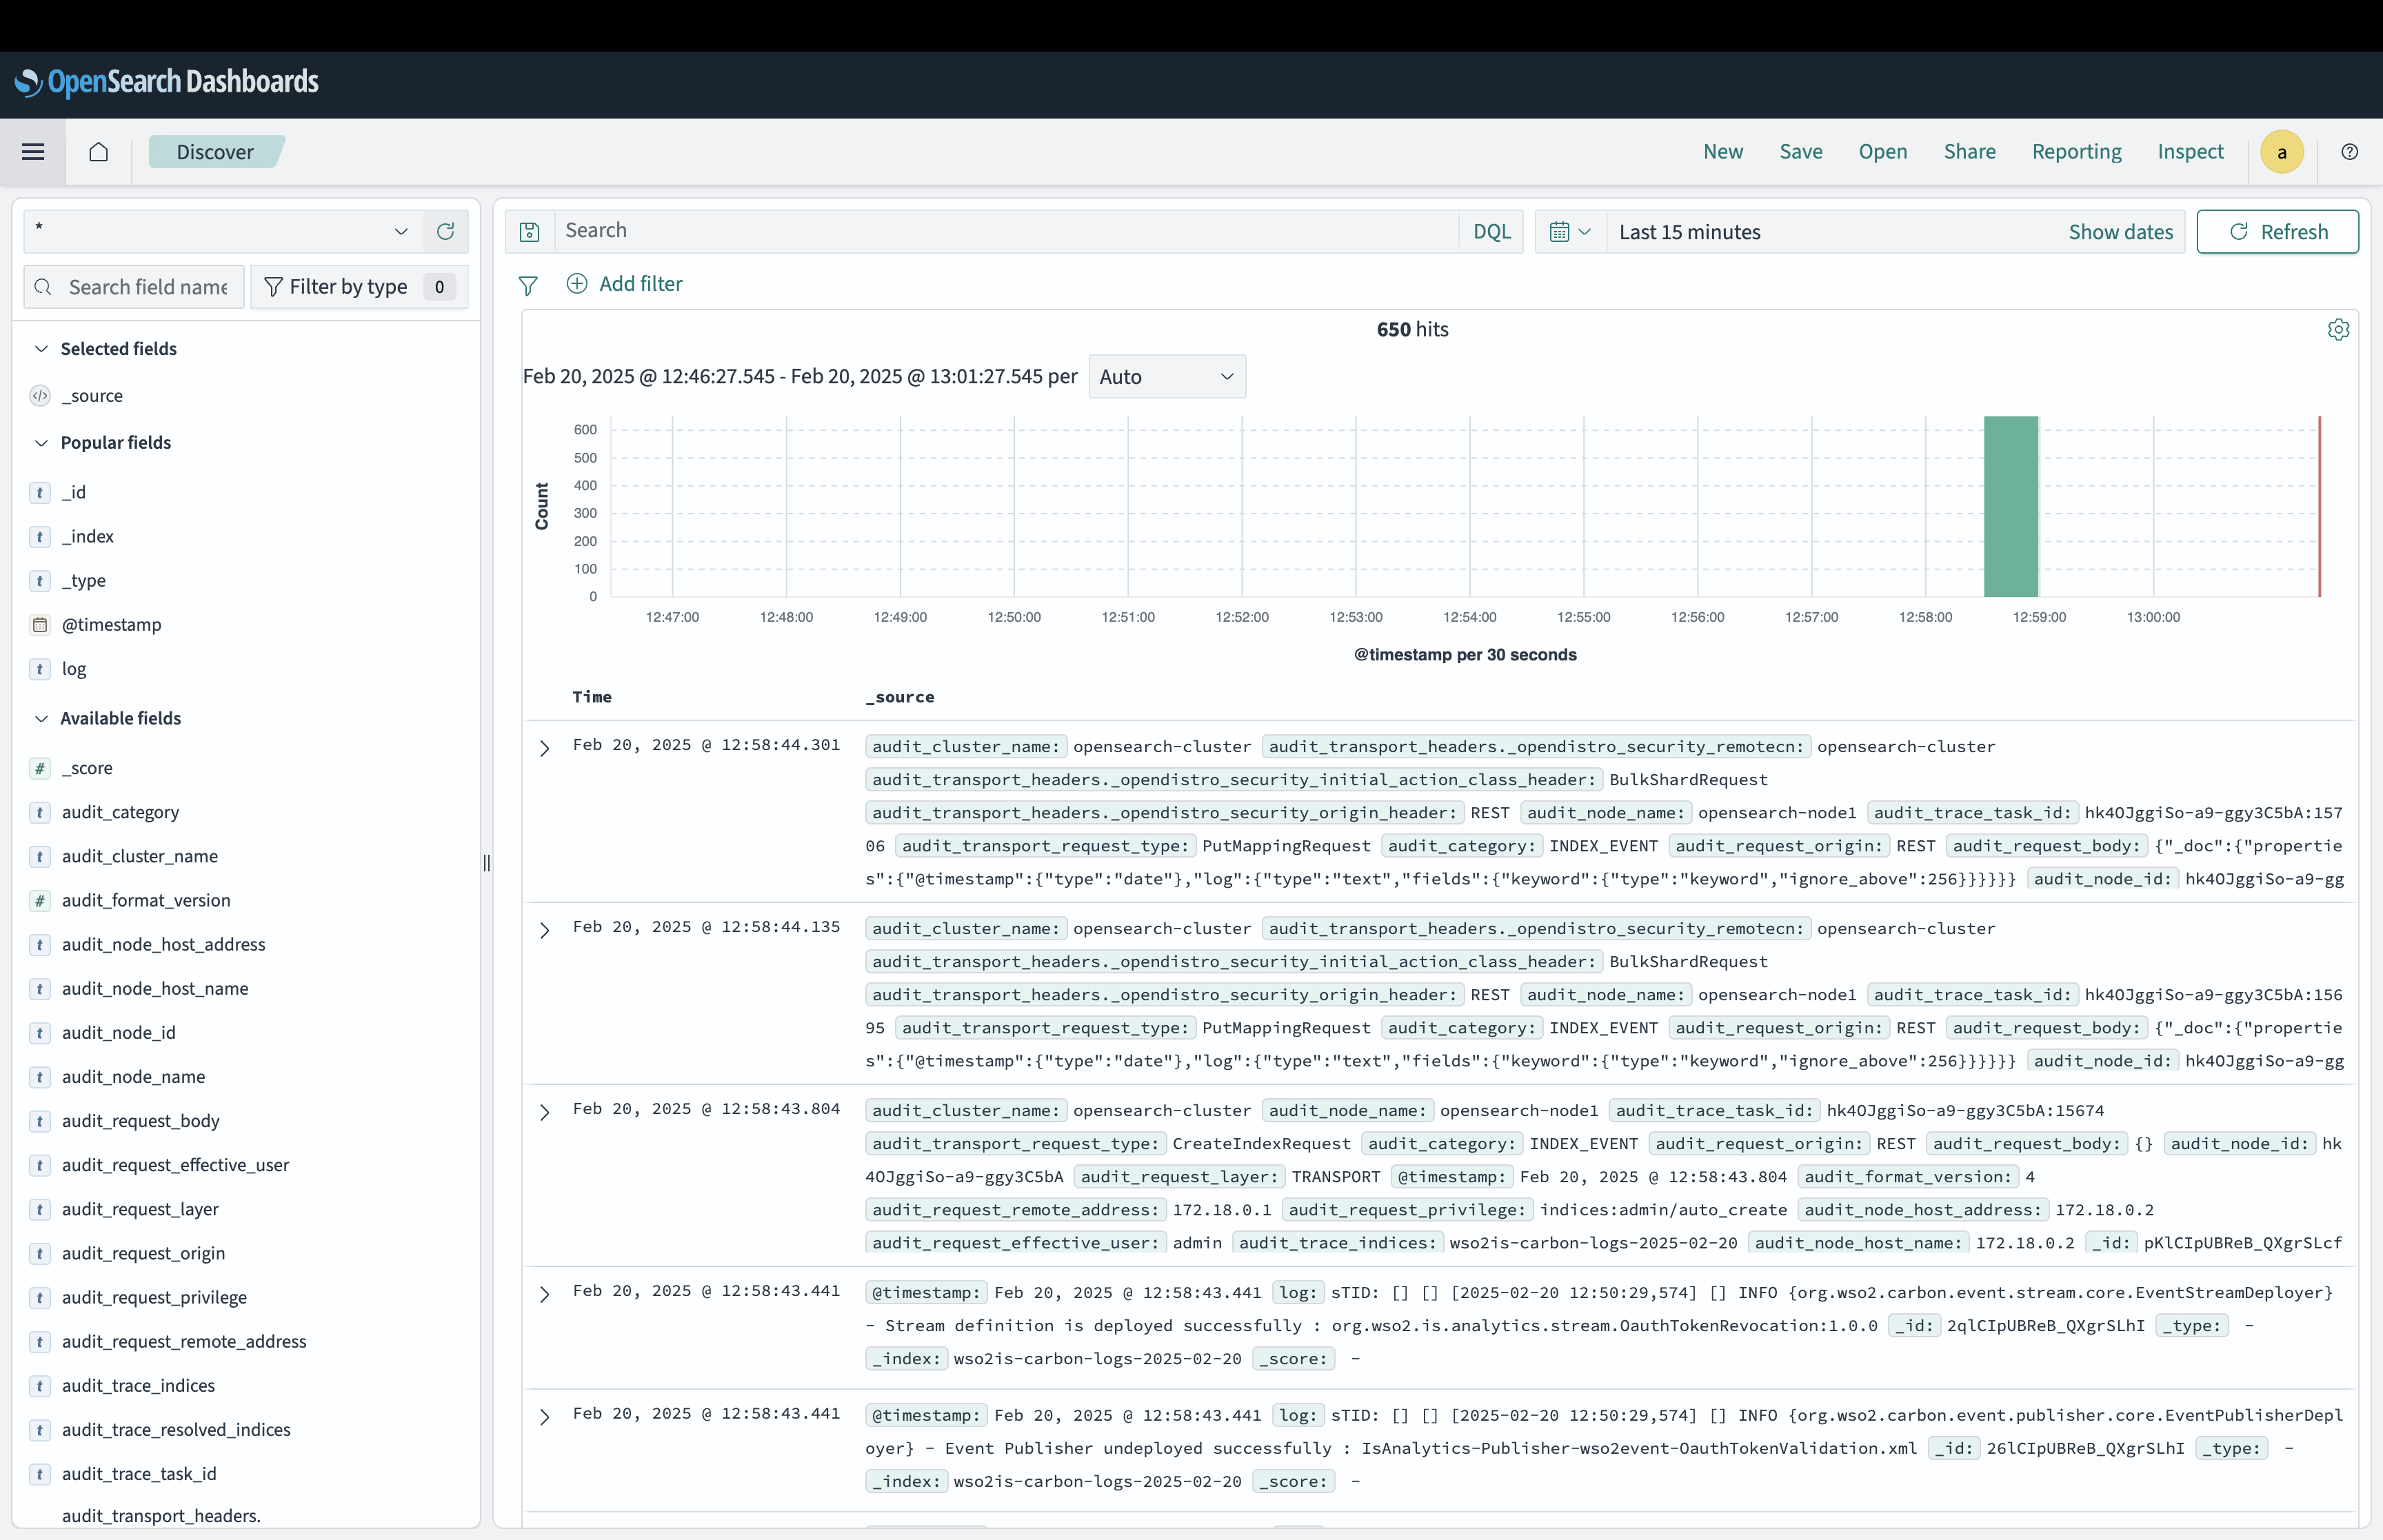 OpenSearch Dashboards
Discover
New Save Open Share Reporting Inspect a
*
Search field name
Filter by type 0
Selected fields
_source
Popular fields
_id
_index
_type
@timestamp
log
Available fields
_score
audit_category
audit_cluster_name
audit_format_version
audit_node_host_address
audit_node_host_name
audit_node_id
audit_node_name
audit_request_body
audit_request_effective_user
audit_request_layer
audit_request_origin
audit_request_privilege
audit_request_remote_address
audit_trace_indices
audit_trace_resolved_indices
audit_trace_task_id
audit_transport_headers.
Search DQL
Last 15 minutes Show dates
Refresh
Add filter
650 hits
Feb 20, 2025 @ 12:46:27.545 - Feb 20, 2025 @ 13:01:27.545 per Auto
Count
600
500
400
300
200
100
0
12:47:00 12:48:00 12:49:00 12:50:00 12:51:00 12:52:00 12:53:00 12:54:00 12:55:00 12:56:00 12:57:00 12:58:00 12:59:00 13:00:00
@timestamp per 30 seconds
Time _source
Feb 20, 2025 @ 12:58:44.301
audit_cluster_name: opensearch-cluster audit_transport_headers._opendistro_security_remotecn: opensearch-cluster
audit_transport_headers._opendistro_security_initial_action_class_header: BulkShardRequest
audit_transport_headers._opendistro_security_origin_header: REST audit_node_name: opensearch-node1 audit_trace_task_id: hk4OJggiSo-a9-ggy3C5bA:157
06 audit_transport_request_type: PutMappingRequest audit_category: INDEX_EVENT audit_request_origin: REST audit_request_body: {"_doc":{"propertie
s":{"@timestamp":{"type":"date"},"log":{"type":"text","fields":{"keyword":{"type":"keyword","ignore_above":256}}}}}} audit_node_id: hk4OJggiSo-a9-gg
Feb 20, 2025 @ 12:58:44.135
audit_cluster_name: opensearch-cluster audit_transport_headers._opendistro_security_remotecn: opensearch-cluster
audit_transport_headers._opendistro_security_initial_action_class_header: BulkShardRequest
audit_transport_headers._opendistro_security_origin_header: REST audit_node_name: opensearch-node1 audit_trace_task_id: hk4OJggiSo-a9-ggy3C5bA:156
95 audit_transport_request_type: PutMappingRequest audit_category: INDEX_EVENT audit_request_origin: REST audit_request_body: {"_doc":{"propertie
s":{"@timestamp":{"type":"date"},"log":{"type":"text","fields":{"keyword":{"type":"keyword","ignore_above":256}}}}}} audit_node_id: hk4OJggiSo-a9-gg
Feb 20, 2025 @ 12:58:43.804
audit_cluster_name: opensearch-cluster audit_node_name: opensearch-node1 audit_trace_task_id: hk4OJggiSo-a9-ggy3C5bA:15674
audit_transport_request_type: CreateIndexRequest audit_category: INDEX_EVENT audit_request_origin: REST audit_request_body: {} audit_node_id: hk
4OJggiSo-a9-ggy3C5bA audit_request_layer: TRANSPORT @timestamp: Feb 20, 2025 @ 12:58:43.804 audit_format_version: 4
audit_request_remote_address: 172.18.0.1 audit_request_privilege: indices:admin/auto_create audit_node_host_address: 172.18.0.2
audit_request_effective_user: admin audit_trace_indices: wso2is-carbon-logs-2025-02-20 audit_node_host_name: 172.18.0.2 _id: pKlCIpUBReB_QXgrSLcf
Feb 20, 2025 @ 12:58:43.441
@timestamp: Feb 20, 2025 @ 12:58:43.441 log: sTID: [] [] [2025-02-20 12:50:29,574] [] INFO {org.wso2.carbon.event.stream.core.EventStreamDeployer}
- Stream definition is deployed successfully : org.wso2.is.analytics.stream.OauthTokenRevocation:1.0.0 _id: 2qlCIpUBReB_QXgrSLhI _type: -
_index: wso2is-carbon-logs-2025-02-20 _score: -
Feb 20, 2025 @ 12:58:43.441
@timestamp: Feb 20, 2025 @ 12:58:43.441 log: sTID: [] [] [2025-02-20 12:50:29,574] [] INFO {org.wso2.carbon.event.publisher.core.EventPublisherDepl
oyer} - Event Publisher undeployed successfully : IsAnalytics-Publisher-wso2event-OauthTokenValidation.xml _id: 26lCIpUBReB_QXgrSLhI _type: -
_index: wso2is-carbon-logs-2025-02-20 _score: -